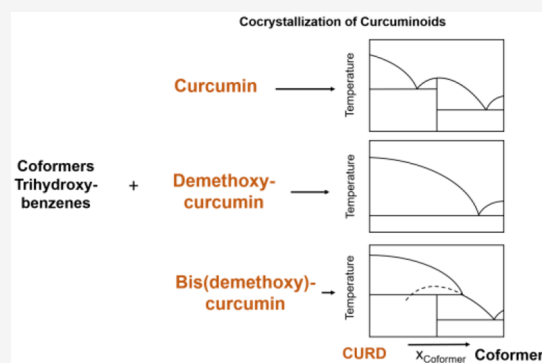 Cocrystallization of Curcuminoids
Curcumin
Temperature
Coformers
Trihydroxy-
benzenes
+
Demethoxy-
curcumin
Temperature
Bis(demethoxy)-
curcumin
Temperature
CURD
xCoformer
Coformer